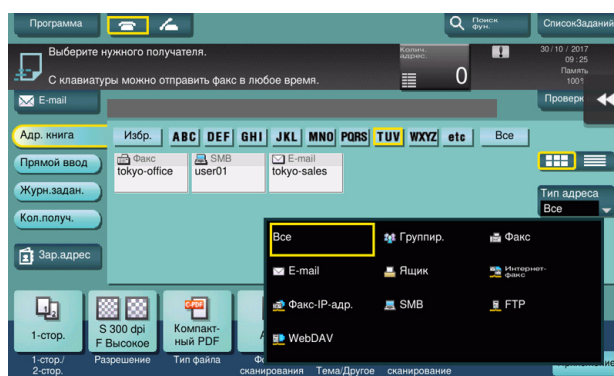 Программа
Поиск
фун.
СписокЗаданий
Выберите нужного получателя.
С клавиатуры можно отправить факс в любое время.
Колич.
адрес.
0
30/10/2017
09:25
Память
100%
E-mail
Проверк
Адр. книга
Избр. ABC DEF GHI JKL MNO PQRS TUV WXYZ etc Все
Прямой ввод
Факс
tokyo-office
SMB
user01
E-mail
tokyo-sales
Журн.задан.
Тип адреса
Все
Кол.получ.
Зар.адрес
Все
Группир.
Факс
E-mail
Ящик
Интернет-
факс
Факс-IP-адр.
SMB
FTP
WebDAV
1-стор.
S 300 dpi
F Высокое
Компакт-
ный PDF
1-стор./
2-стор.
Разрешение
Тип файла
сканирования
Тема/Другое
сканирование